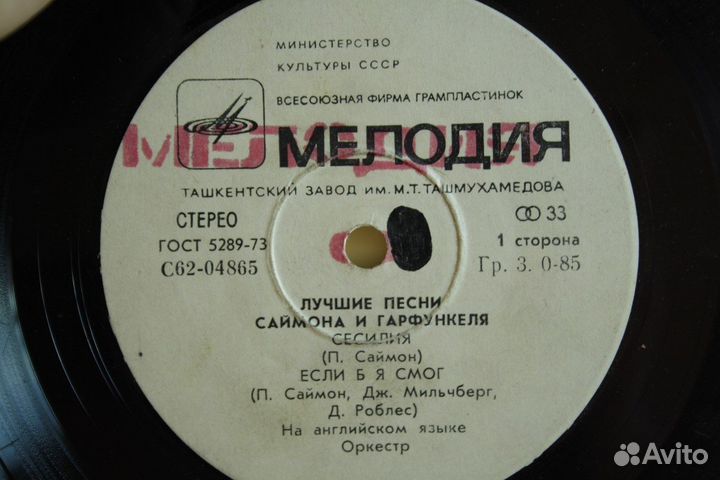 МИНИСТЕРСТВО
КУЛЬТУРЫ СССР
ВСЕСОЮЗНАЯ ФИРМА ГРАМПЛАСТИНОК
МЕЛОДИЯ
ТАШКЕНТСКИЙ ЗАВОД ИМ. М.Т. ТАШМУХАМЕДОВА
СТЕРЕО
33
ГОСТ 5289-73
1 сторона
С62-04865
Гр. 3. 0-85
ЛУЧШИЕ ПЕСНИ
САЙМОНА И ГАРФУНКЕЛЯ
СЕСИЛИЯ
(П. Саймон)
ЕСЛИ Б Я СМОГ
(П. Саймон, Дж. Мильчберг,
Д. Роблес)
На английском языке
Оркестр
Avito